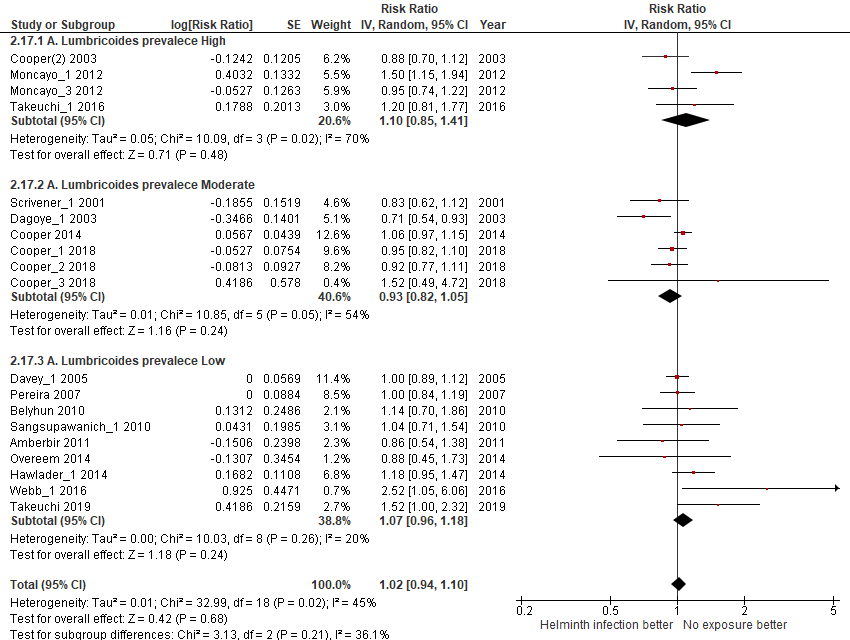 Risk Ratio Risk Ratio
Study or Subgroup log[Risk Ratio] SE Weight IV, Random, 95% CI Year IV, Random, 95% CI
2.17.1 A. Lumbricoides prevalece High
Cooper(2) 2003 -0.1242 0.1205 6.2% 0.88 [0.70, 1.12] 2003
Moncayo_1 2012 0.4032 0.1332 5.5% 1.50 [1.15, 1.94] 2012
Moncayo_3 2012 -0.0527 0.1263 5.9% 0.95 [0.74, 1.22] 2012
Takeuchi_1 2016 0.1788 0.2013 3.0% 1.20 [0.81, 1.77] 2016
Subtotal (95% CI) 20.6% 1.10 [0.85, 1.41]
Heterogeneity: Tau² = 0.05; Chi² = 10.09, df = 3 (P = 0.02); I² = 70%
Test for overall effect: Z = 0.71 (P = 0.48)
2.17.2 A. Lumbricoides prevalece Moderate
Scrivener_1 2001 -0.1855 0.1519 4.6% 0.83 [0.62, 1.12] 2001
Dagoye_1 2003 -0.3466 0.1401 5.1% 0.71 [0.54, 0.93] 2003
Cooper 2014 0.0567 0.0439 12.6% 1.06 [0.97, 1.15] 2014
Cooper_1 2018 -0.0527 0.0754 9.6% 0.95 [0.82, 1.10] 2018
Cooper_2 2018 -0.0813 0.0927 8.2% 0.92 [0.77, 1.11] 2018
Cooper_3 2018 0.4186 0.578 0.4% 1.52 [0.49, 4.72] 2018
Subtotal (95% CI) 40.6% 0.93 [0.82, 1.05]
Heterogeneity: Tau² = 0.01; Chi² = 10.85, df = 5 (P = 0.05); I² = 54%
Test for overall effect: Z = 1.16 (P = 0.24)
2.17.3 A. Lumbricoides prevalece Low
Davey_1 2005 0 0.0569 11.4% 1.00 [0.89, 1.12] 2005
Pereira 2007 0 0.0884 8.5% 1.00 [0.84, 1.19] 2007
Belyhun 2010 0.1312 0.2486 2.1% 1.14 [0.70, 1.86] 2010
Sangsupawanich_1 2010 0.0431 0.1985 3.1% 1.04 [0.71, 1.54] 2010
Amberbir 2011 -0.1506 0.2398 2.3% 0.86 [0.54, 1.38] 2011
Overeem 2014 -0.1307 0.3454 1.2% 0.88 [0.45, 1.73] 2014
Hawlader_1 2014 0.1682 0.1108 6.8% 1.18 [0.95, 1.47] 2014
Webb_1 2016 0.925 0.4471 0.7% 2.52 [1.05, 6.06] 2016
Takeuchi 2019 0.4186 0.2159 2.7% 1.52 [1.00, 2.32] 2019
Subtotal (95% CI) 38.8% 1.07 [0.96, 1.18]
Heterogeneity: Tau² = 0.00; Chi² = 10.03, df = 8 (P = 0.26); I² = 20%
Test for overall effect: Z = 1.18 (P = 0.24)
Total (95% CI) 100.0% 1.02 [0.94, 1.10]
Heterogeneity: Tau² = 0.01; Chi² = 32.99, df = 18 (P = 0.02); I² = 45%
Test for overall effect: Z = 0.42 (P = 0.68)
Test for subgroup differences: Chi² = 3.13, df = 2 (P = 0.21), I² = 36.1%
0.2 0.5 1 2 5
Helminth infection better No exposure better